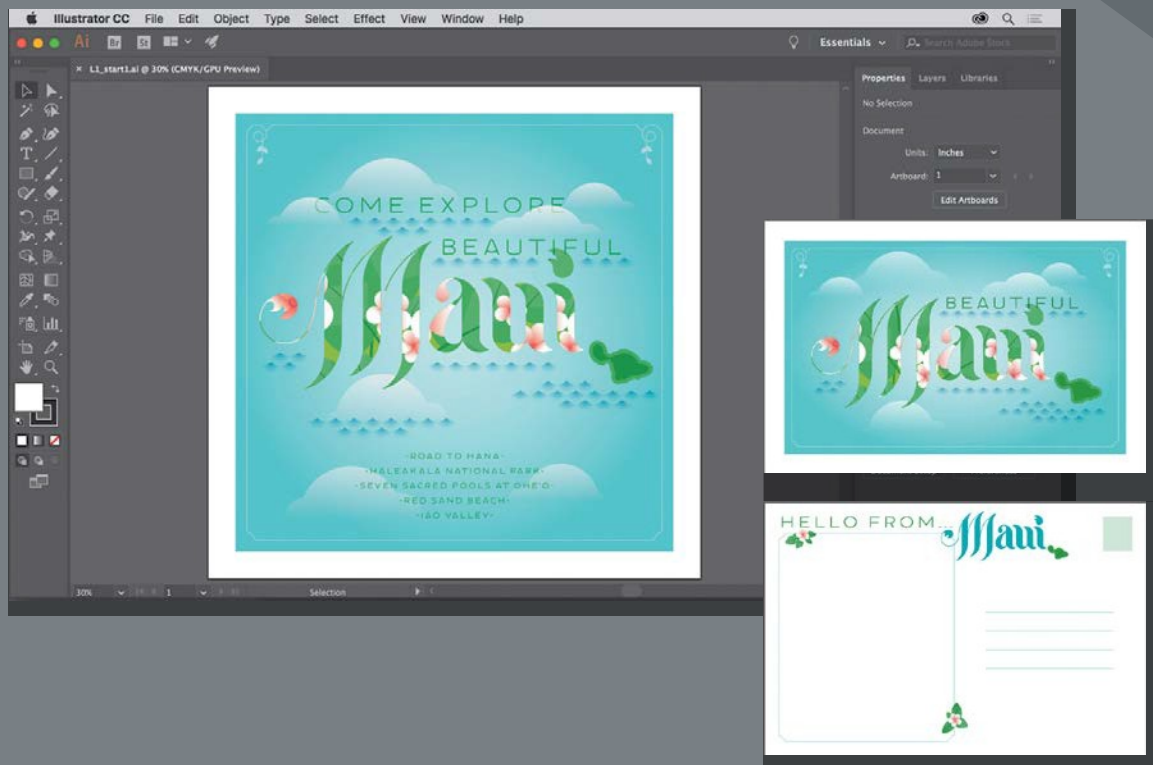 Illustrator CC File Edit Object Type Select Effect View Window Help
Ai Br St Essentials Search Adobe Stock
× L1_start1.ai @ 30% (CMYK/GPU Preview)
Properties Layers Libraries
No Selection
Document
Units: Inches
Artboard: 1
Edit Artboards
COME EXPLORE
BEAUTIFUL
Maui
-ROAD TO HANA-
-HALEAKALA NATIONAL PARK-
-SEVEN SACRED POOLS AT OHE'O-
-RED SAND BEACH-
-IAO VALLEY-
30% 1 Selection
BEAUTIFUL
Maui
HELLO FROM... Maui